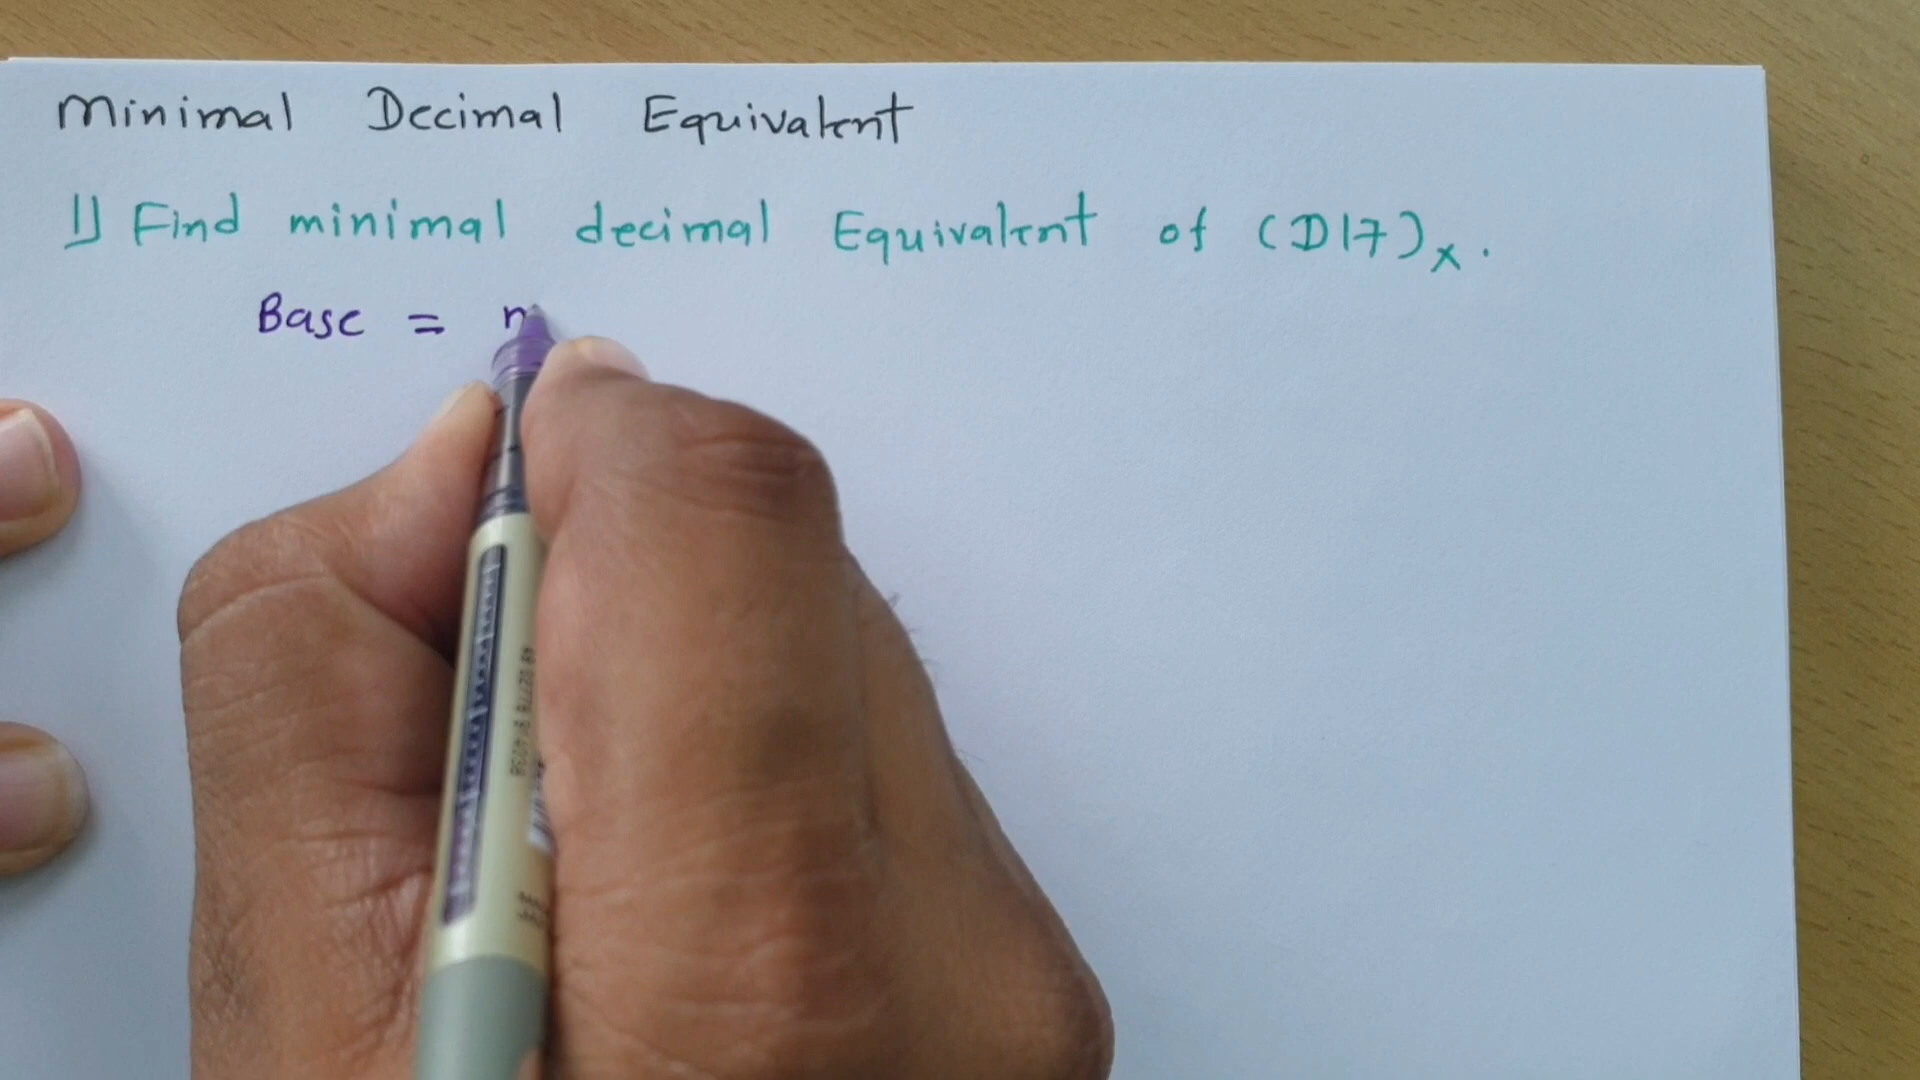 Minimal Decimal Equivalent
1) Find minimal decimal Equivalent of (D17)x.
Base =